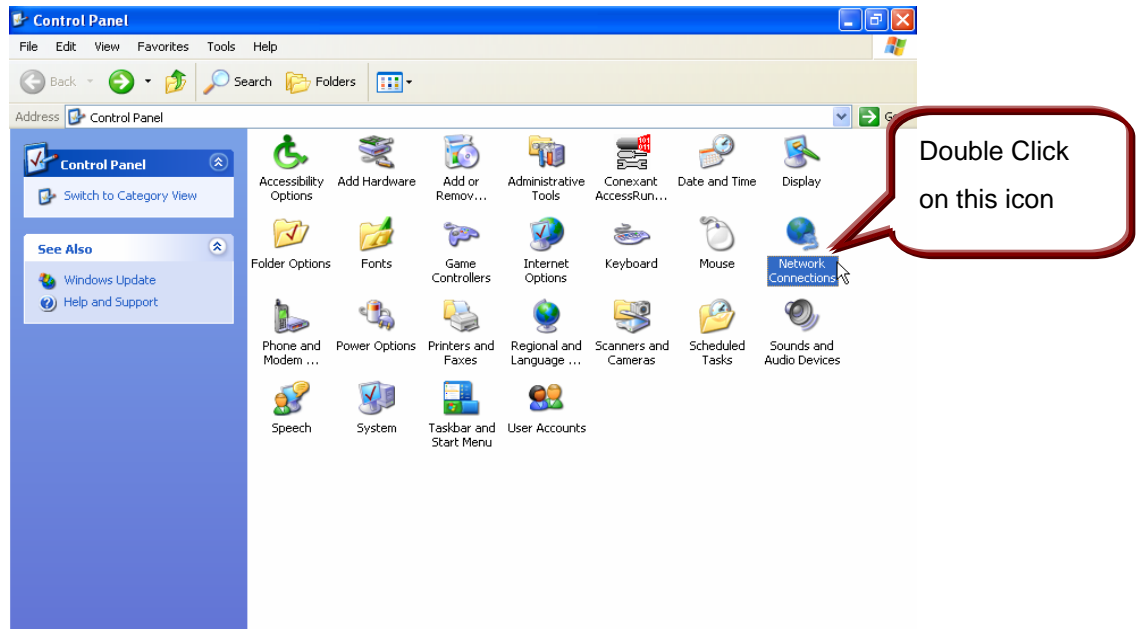 Control Panel
File Edit View Favorites Tools Help
Back Search Folders
Address Control Panel
Control Panel
Switch to Category View
See Also
Windows Update
Help and Support
Accessibility Options
Add Hardware
Add or Remov...
Administrative Tools
Conexant AccessRun...
Date and Time
Display
Folder Options
Fonts
Game Controllers
Internet Options
Keyboard
Mouse
Network Connections
Phone and Modem ...
Power Options
Printers and Faxes
Regional and Language ...
Scanners and Cameras
Scheduled Tasks
Sounds and Audio Devices
Speech
System
Taskbar and Start Menu
User Accounts
Double Click
on this icon